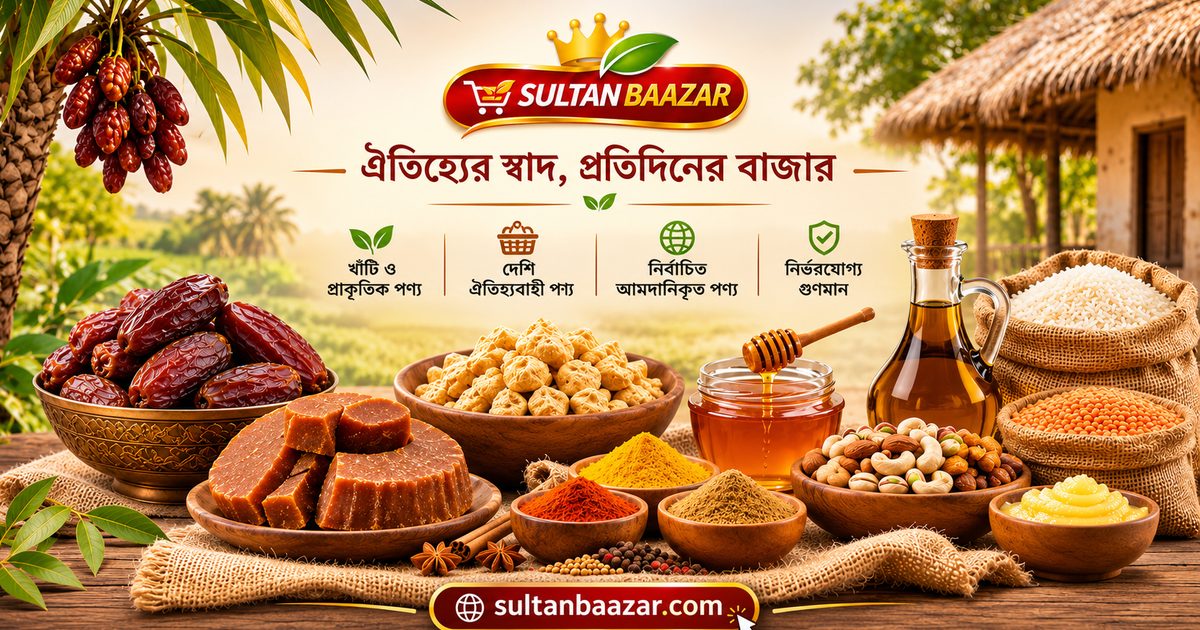 SULTAN BAAZAR
ঐতিহ্যের স্বাদ, প্রতিদিনের বাজার
খাঁটি ও
প্রাকৃতিক পণ্য
দেশি
ঐতিহ্যবাহী পণ্য
নির্বাচিত
আমদানিকৃত পণ্য
নির্ভরযোগ্য
গুণমান
sultanbaazar.com